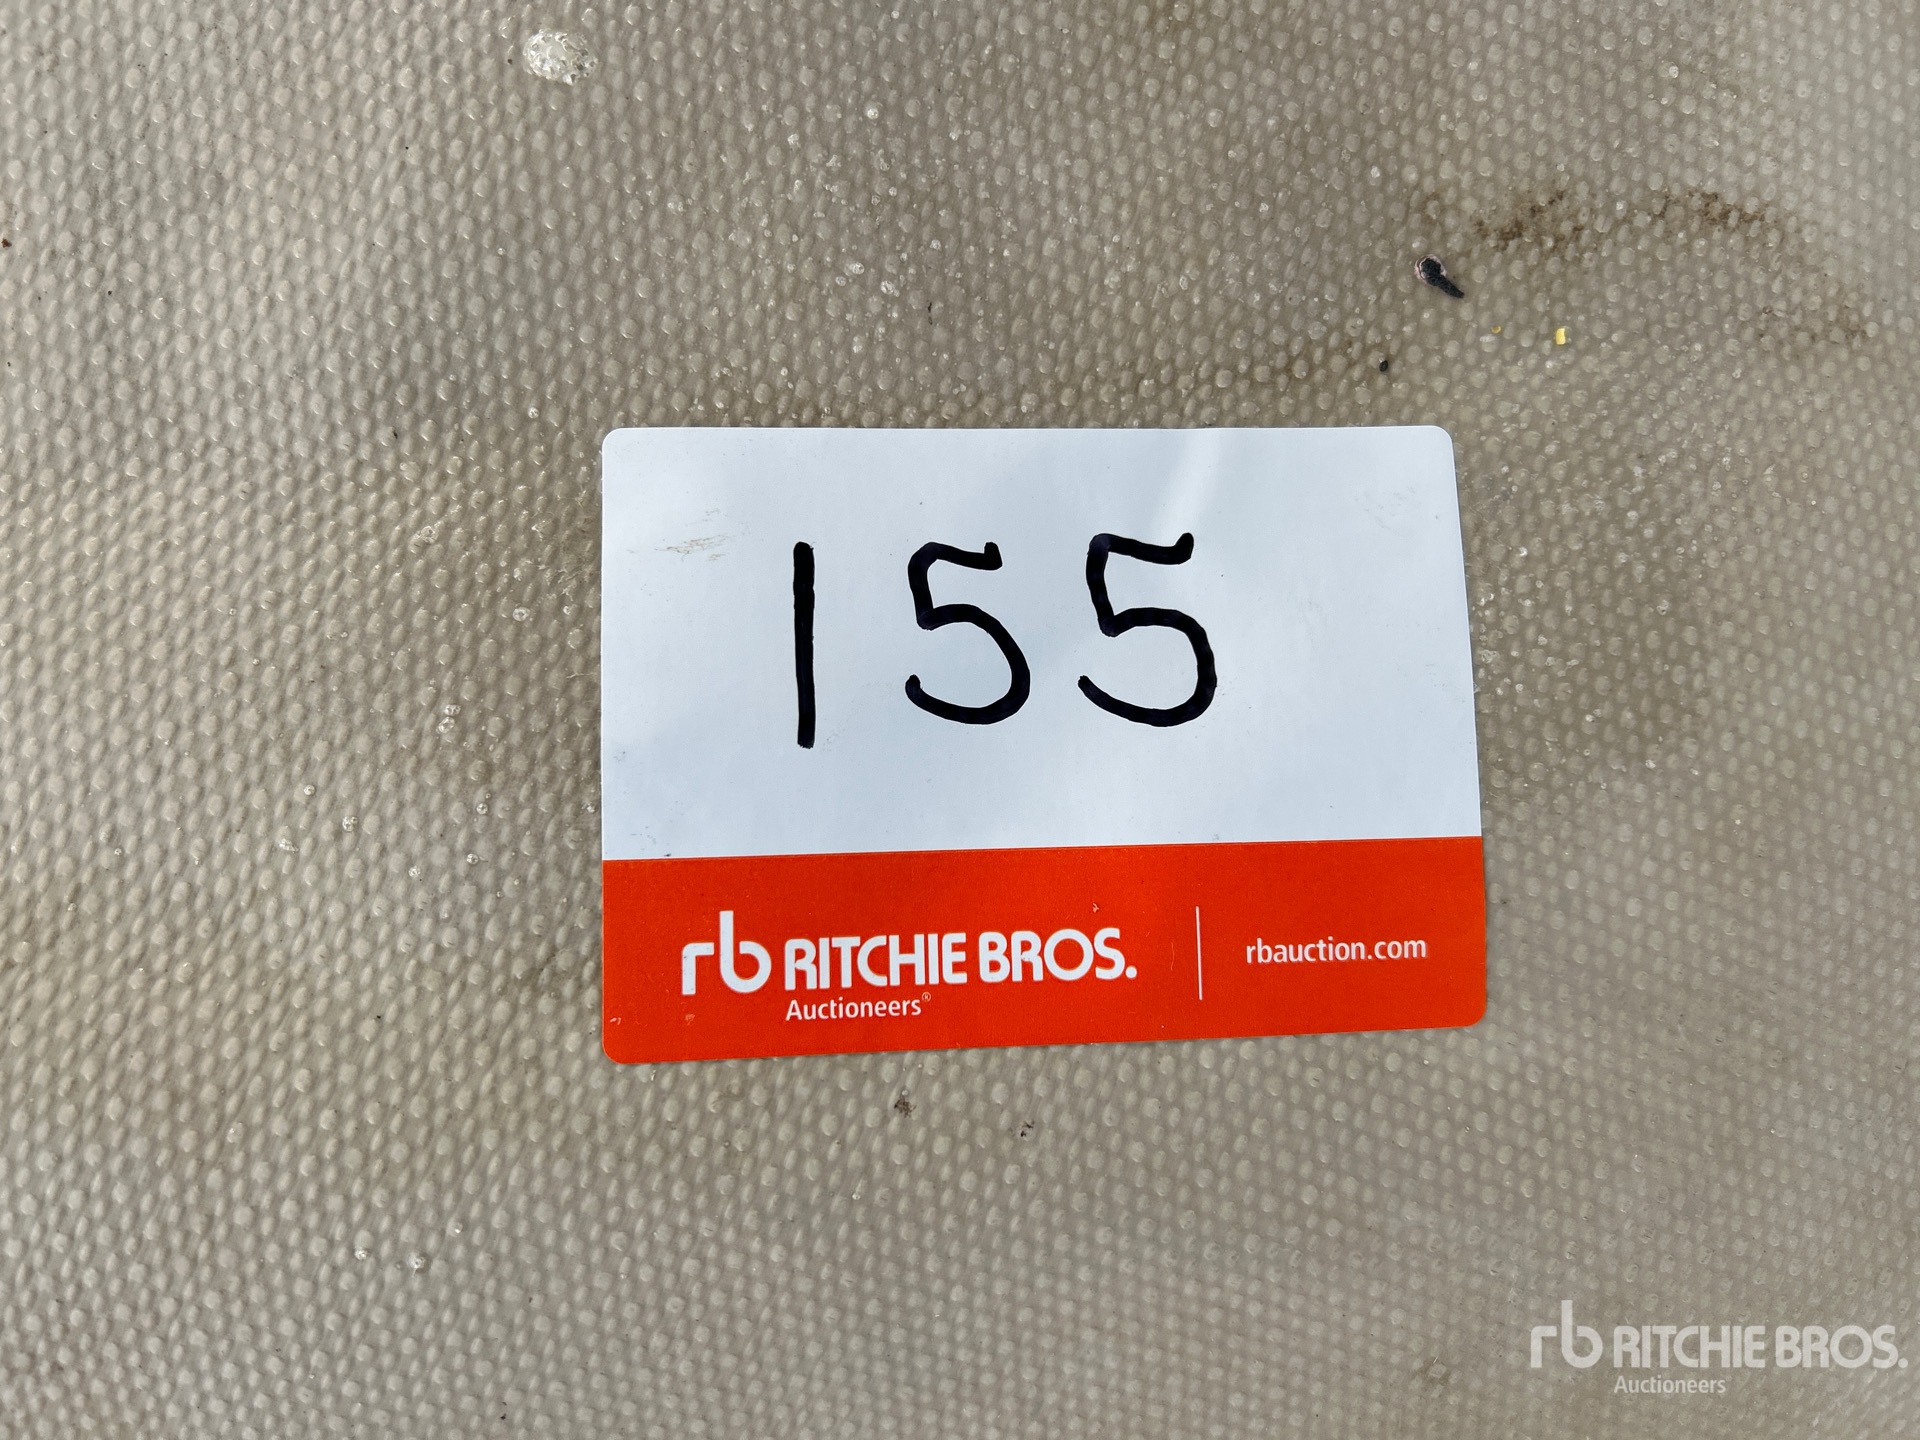 155
rb RITCHIE BROS.
Auctioneers®
rbauction.com
rb RITCHIE BROS.
Auctioneers